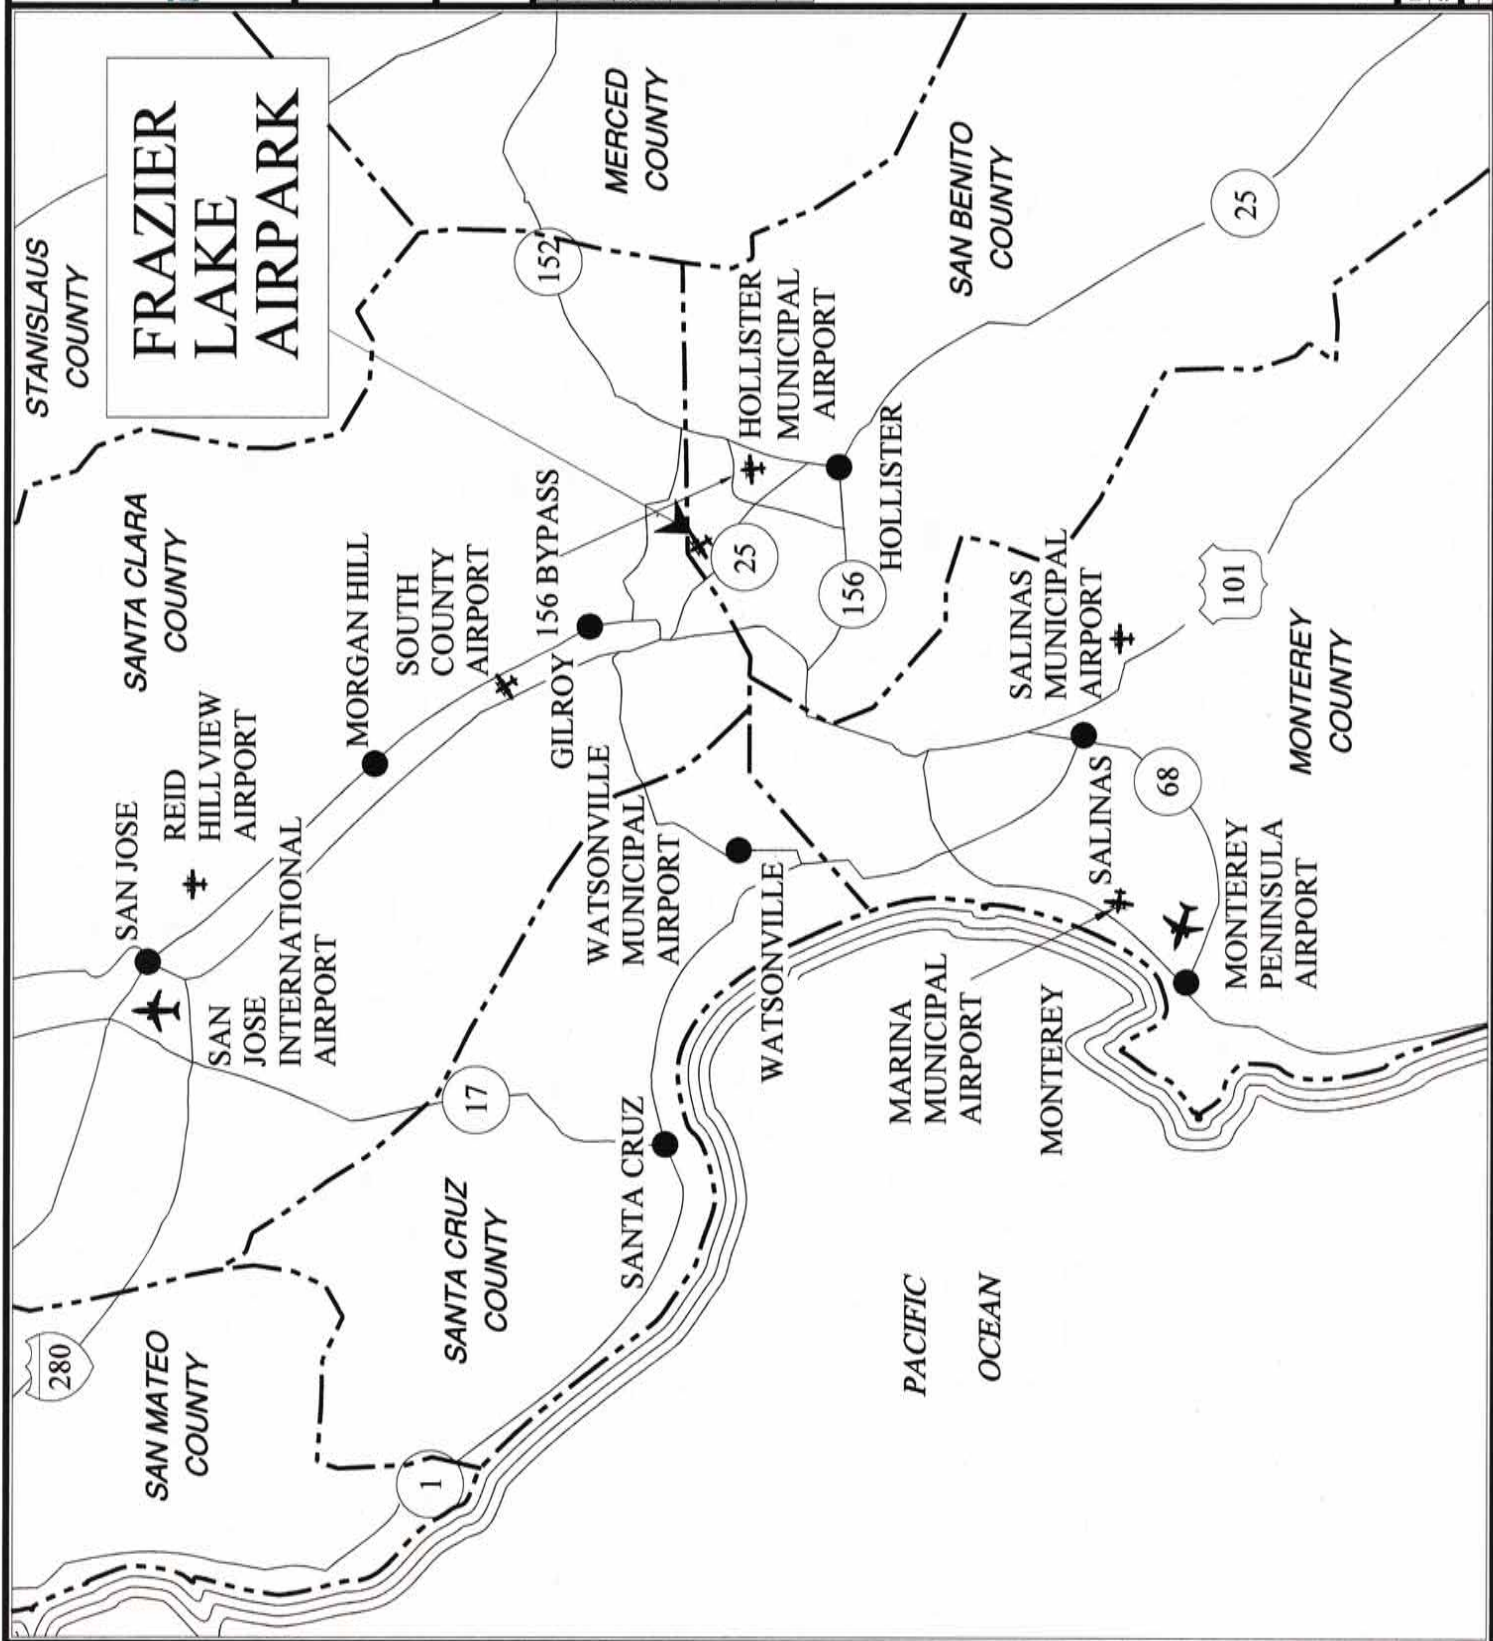 STANISLAUS
COUNTY
FRAZIER
LAKE
AIRPARK
SANTA CLARA
COUNTY
MERCED
COUNTY
SAN BENITO
COUNTY
152
HOLLISTER
MUNICIPAL
AIRPORT
25
MORGAN HILL
SOUTH
COUNTY
AIRPORT
156 BYPASS
GILROY
25
156
HOLLISTER
SAN JOSE
REID
HILLVIEW
AIRPORT
SAN
JOSE
INTERNATIONAL
AIRPORT
WATSONVILLE
MUNICIPAL
AIRPORT
WATSONVILLE
SALINAS
MUNICIPAL
AIRPORT
101
MONTEREY
COUNTY
68
SALINAS
MONTEREY
PENINSULA
AIRPORT
MARINA
MUNICIPAL
AIRPORT
MONTEREY
17
SANTA CRUZ
SANTA CRUZ
COUNTY
280
SAN MATEO
COUNTY
1
PACIFIC
OCEAN